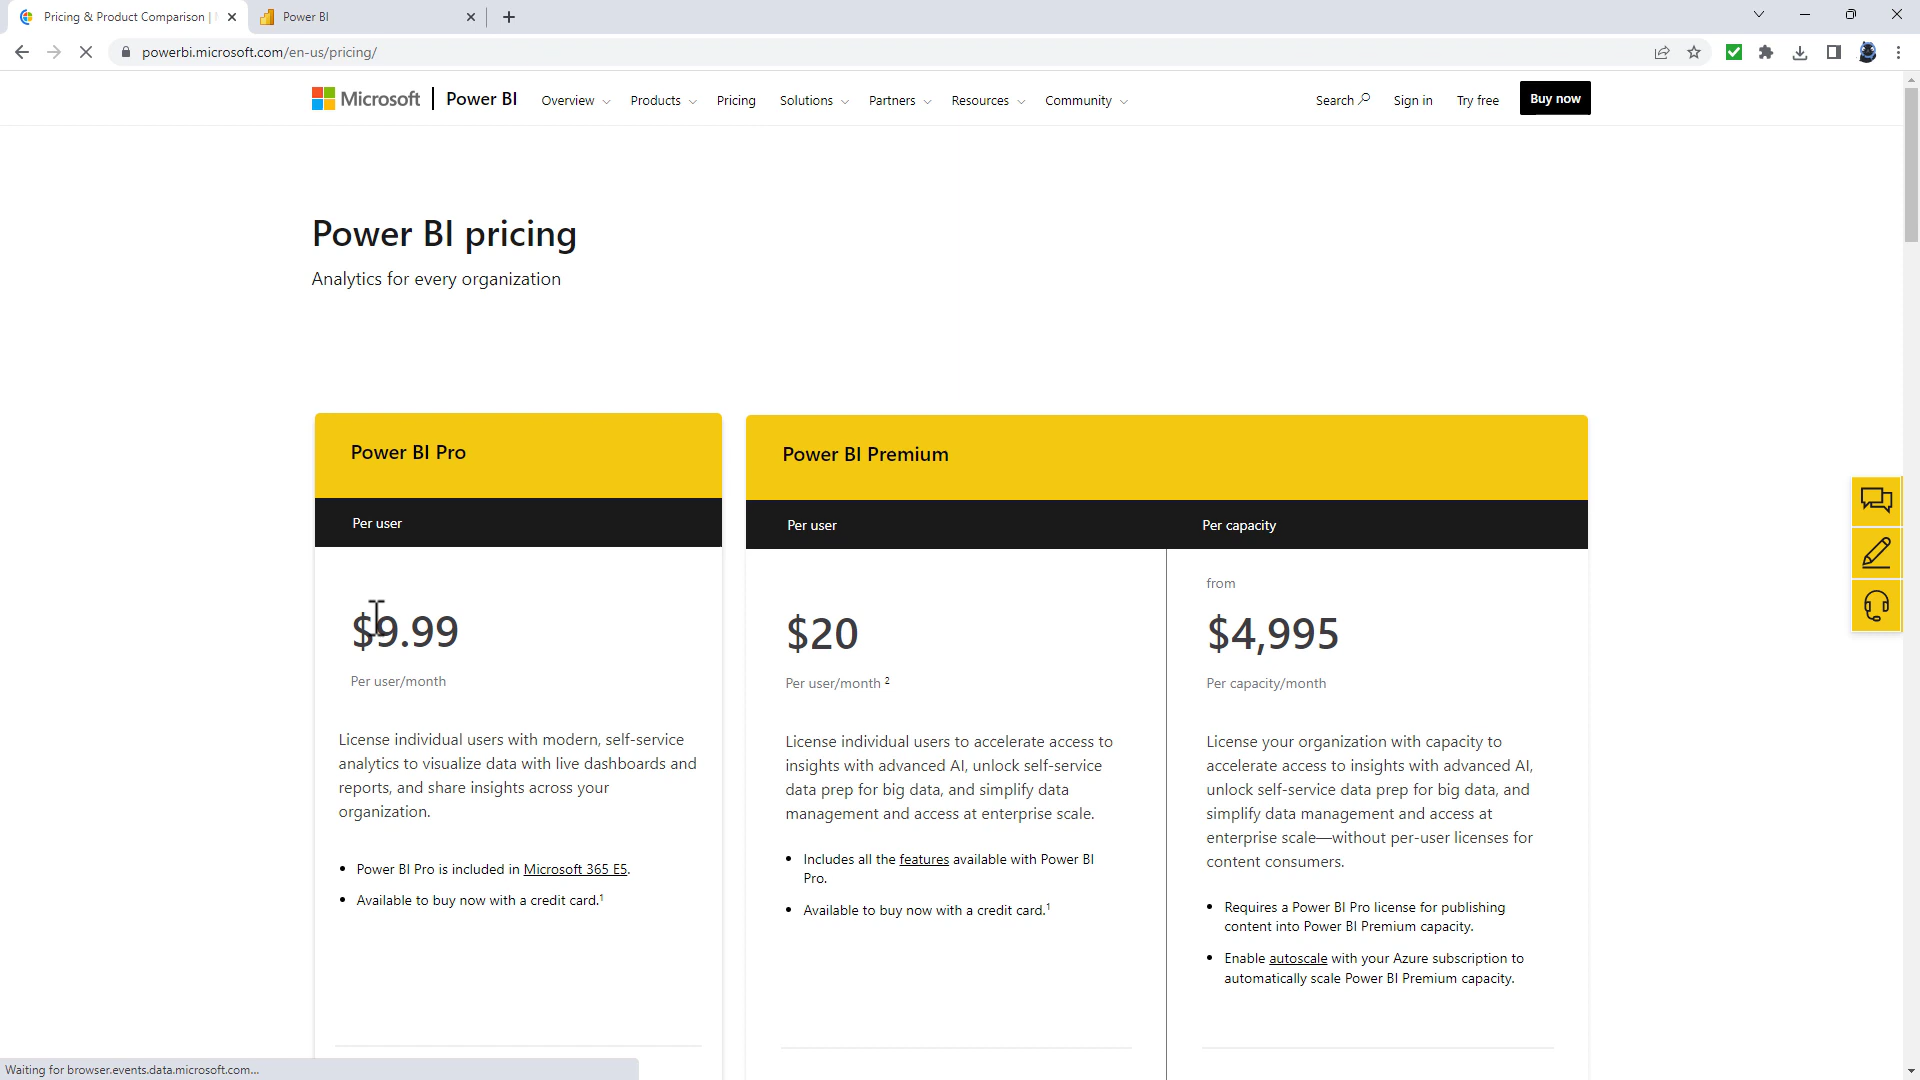 Pricing & Product Comparison |
Power BI
powerbi.microsoft.com/en-us/pricing/
Microsoft
Power BI
Overview
Products
Pricing
Solutions
Partners
Resources
Community
Search
Sign in
Try free
Buy now
Power BI pricing
Analytics for every organization
Power BI Pro
Per user
$9.99
Per user/month
License individual users with modern, self-service
analytics to visualize data with live dashboards and
reports, and share insights across your
organization.
• Power BI Pro is included in Microsoft 365 E5.
• Available to buy now with a credit card.¹
Power BI Premium
Per user
$20
Per user/month ²
License individual users to accelerate access to
insights with advanced AI, unlock self-service
data prep for big data, and simplify data
management and access at enterprise scale.
• Includes all the features available with Power BI
Pro.
• Available to buy now with a credit card.¹
Per capacity
from
$4,995
Per capacity/month
License your organization with capacity to
accelerate access to insights with advanced AI,
unlock self-service data prep for big data, and
simplify data management and access at
enterprise scale—without per-user licenses for
content consumers.
• Requires a Power BI Pro license for publishing
content into Power BI Premium capacity.
• Enable autoscale with your Azure subscription to
automatically scale Power BI Premium capacity.
Waiting for browser.events.data.microsoft.com...